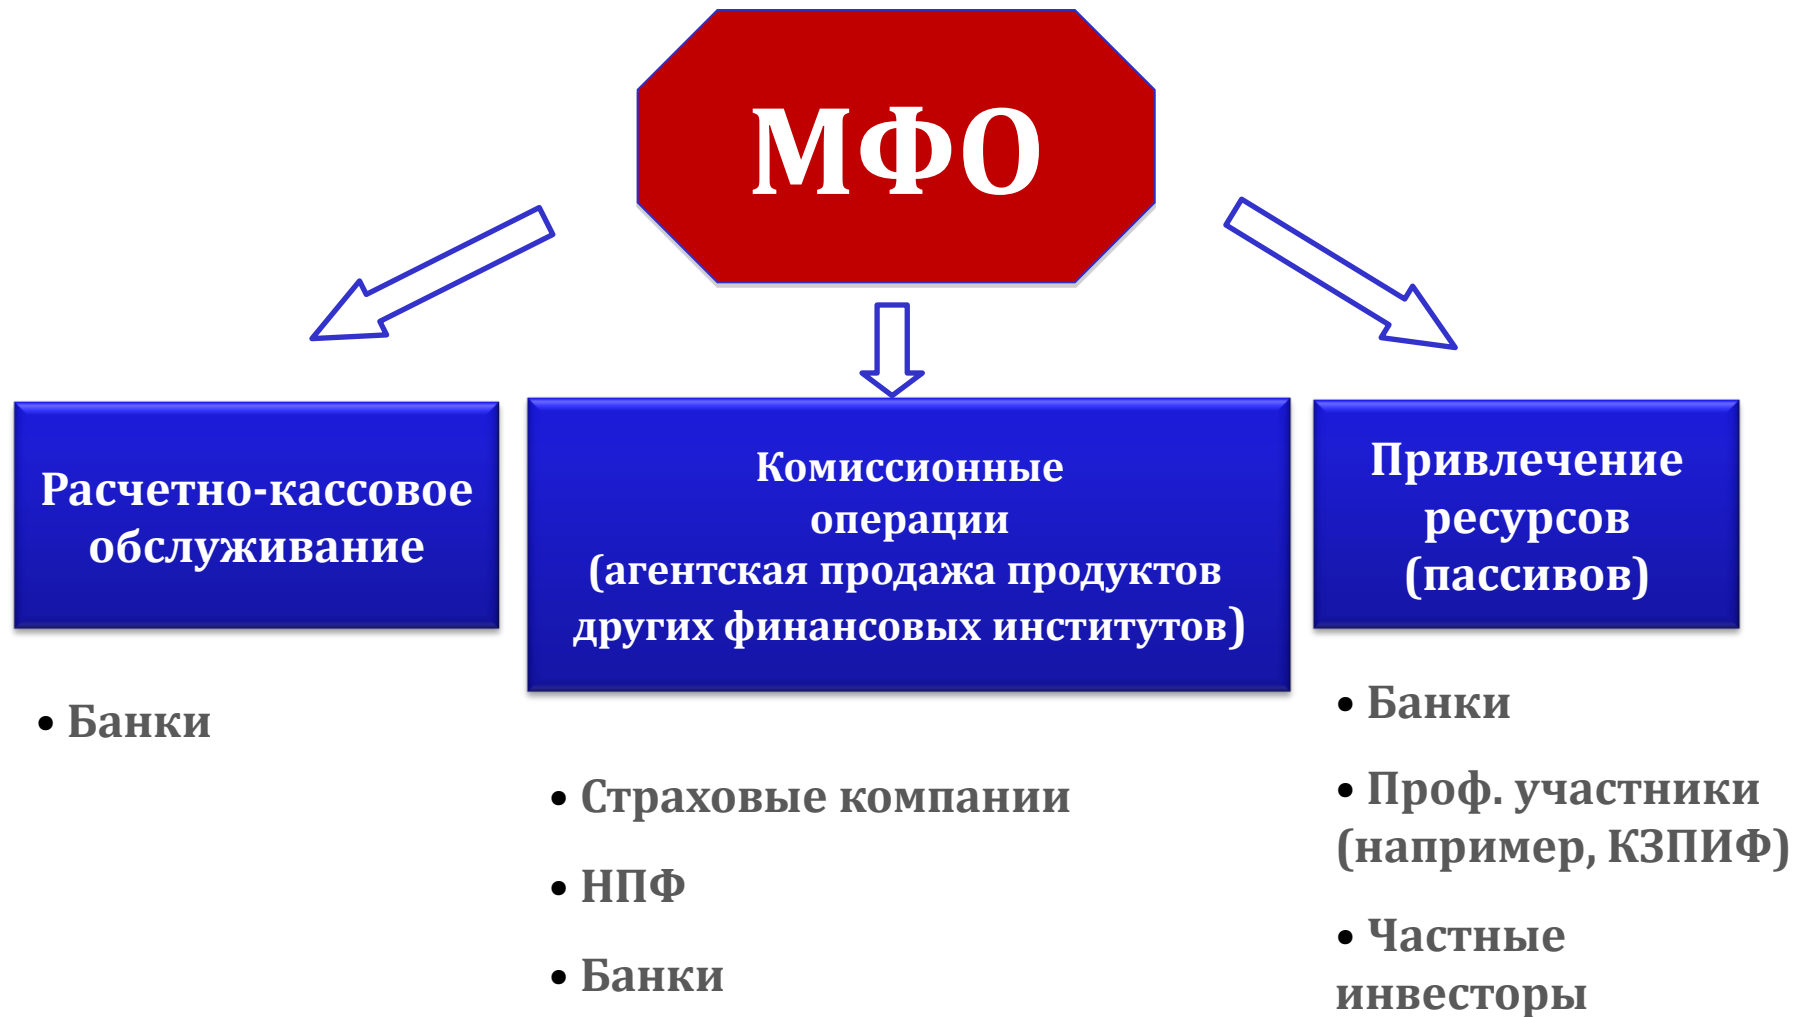 МФО
Расчетно-кассовое
обслуживание
Комиссионные
операции
(агентская продажа продуктов
других финансовых институтов)
Привлечение
ресурсов
(пассивов)
• Банки
• Страховые компании
• НПФ
• Банки
• Банки
• Проф. участники
(например, КЗПИФ)
• Частные
инвесторы